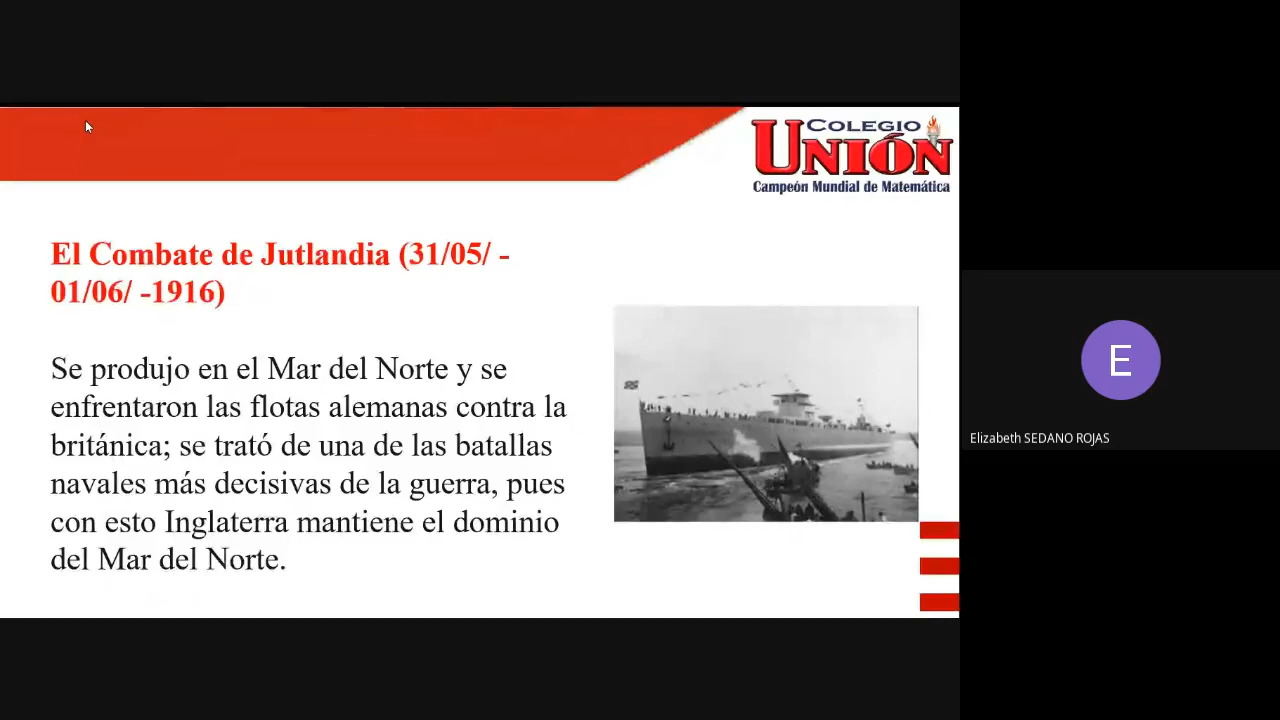 COLEGIO
UNIÓN
Campeón Mundial de Matemática
El Combate de Jutlandia (31/05/ -
01/06/ -1916)
Se produjo en el Mar del Norte y se
enfrentaron las flotas alemanas contra la
británica; se trató de una de las batallas
navales más decisivas de la guerra, pues
con esto Inglaterra mantiene el dominio
del Mar del Norte.
E
Elizabeth SEDANO ROJAS